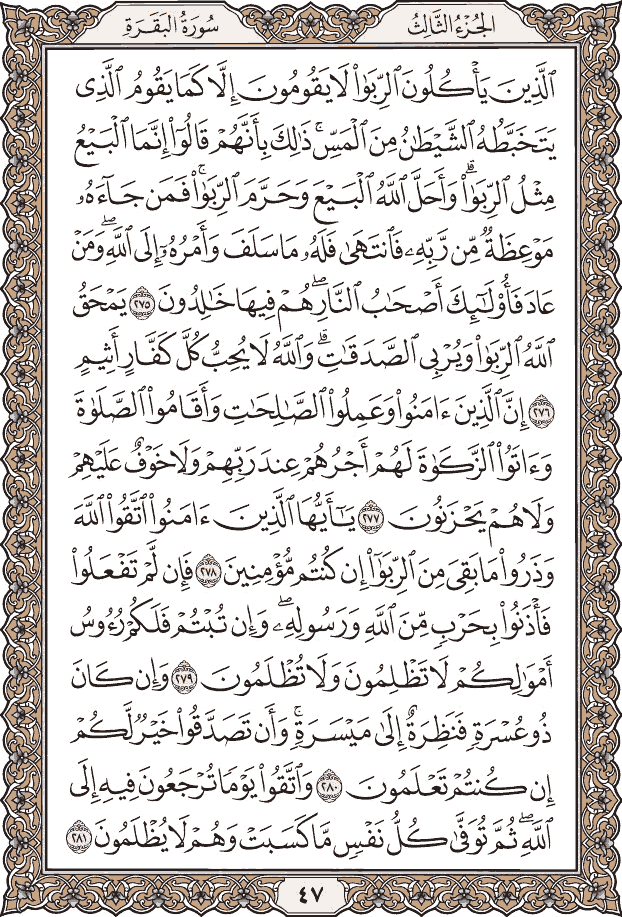 الجُزْءُ الثَّالِثُ
سُورَةُ البَقَرَةِ
ٱلَّذِينَ يَأۡكُلُونَ ٱلرِّبَوٰاْ لَا يَقُومُونَ إِلَّا كَمَا يَقُومُ ٱلَّذِي
يَتَخَبَّطُهُ ٱلشَّيۡطَٰنُ مِنَ ٱلۡمَسِّۚ ذَٰلِكَ بِأَنَّهُمۡ قَالُوٓاْ إِنَّمَا ٱلۡبَيۡعُ
مِثۡلُ ٱلرِّبَوٰاْۗ وَأَحَلَّ ٱللَّهُ ٱلۡبَيۡعَ وَحَرَّمَ ٱلرِّبَوٰاْۚ فَمَن جَآءَهُۥ
مَوۡعِظَةٞ مِّن رَّبِّهِۦ فَٱنتَهَىٰ فَلَهُۥ مَا سَلَفَ وَأَمۡرُهُۥٓ إِلَى ٱللَّهِۖ وَمَنۡ
عَادَ فَأُوْلَٰٓئِكَ أَصۡحَٰبُ ٱلنَّارِۖ هُمۡ فِيهَا خَٰلِدُونَ ٢٧٥ يَمۡحَقُ
ٱللَّهُ ٱلرِّبَوٰاْ وَيُرۡبِي ٱلصَّدَقَٰتِۗ وَٱللَّهُ لَا يُحِبُّ كُلَّ كَفَّارٍ أَثِيمٍ
٢٧٦ إِنَّ ٱلَّذِينَ ءَامَنُواْ وَعَمِلُواْ ٱلصَّٰلِحَٰتِ وَأَقَامُواْ ٱلصَّلَوٰةَ
وَءَاتَوُاْ ٱلزَّكَوٰةَ لَهُمۡ أَجۡرُهُمۡ عِندَ رَبِّهِمۡ وَلَا خَوۡفٌ عَلَيۡهِمۡ
وَلَا هُمۡ يَحۡزَنُونَ ٢٧٧ يَٰٓأَيُّهَا ٱلَّذِينَ ءَامَنُواْ ٱتَّقُواْ ٱللَّهَ
وَذَرُواْ مَا بَقِيَ مِنَ ٱلرِّبَوٰٓاْ إِن كُنتُم مُّؤۡمِنِينَ ٢٧٨ فَإِن لَّمۡ تَفۡعَلُواْ
فَأۡذَنُواْ بِحَرۡبٖ مِّنَ ٱللَّهِ وَرَسُولِهِۦۖ وَإِن تُبۡتُمۡ فَلَكُمۡ رُءُوسُ
أَمۡوَٰلِكُمۡ لَا تَظۡلِمُونَ وَلَا تُظۡلَمُونَ ٢٧٩ وَإِن كَانَ
ذُو عُسۡرَةٖ فَنَظِرَةٌ إِلَىٰ مَيۡسَرَةٖۚ وَأَن تَصَدَّقُواْ خَيۡرٞ لَّكُمۡ
إِن كُنتُمۡ تَعۡلَمُونَ ٢٨٠ وَٱتَّقُواْ يَوۡمٗا تُرۡجَعُونَ فِيهِ إِلَى
ٱللَّهِۖ ثُمَّ تُوَفَّىٰ كُلُّ نَفۡسٖ مَّا كَسَبَتۡ وَهُمۡ لَا يُظۡلَمُونَ ٢٨١
٤٧